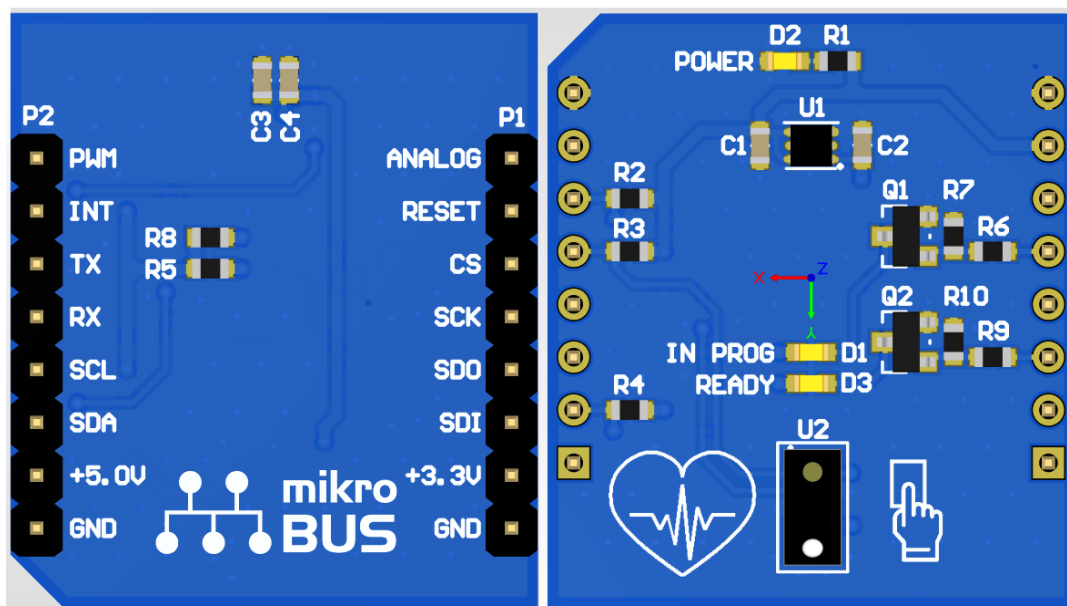 P2
P1
C3
C4
PWM
ANALOG
INT
RESET
R8
R5
TX
CS
RX
SCK
SCL
SDO
SDA
SDI
+5.0V
+3.3V
GND
GND
mikro
BUS
D2
R1
POWER
U1
C1
C2
R2
R3
Q1
R7
R6
X
Z
Y
Q2
R10
R9
IN PROG
D1
READY
D3
R4
U2